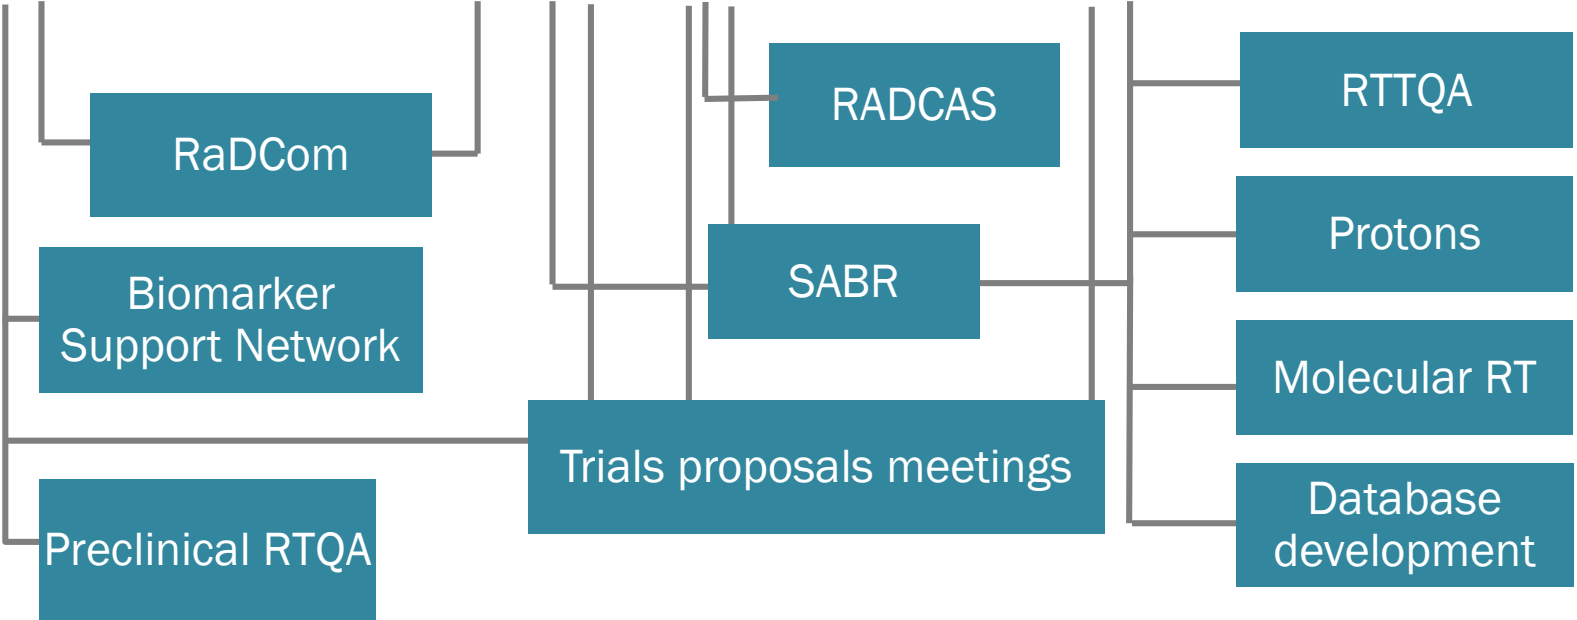 RaDCom
Biomarker
Support Network
Preclinical RTQA
RADCAS
SABR
Trials proposals meetings
RTTQA
Protons
Molecular RT
Database
development